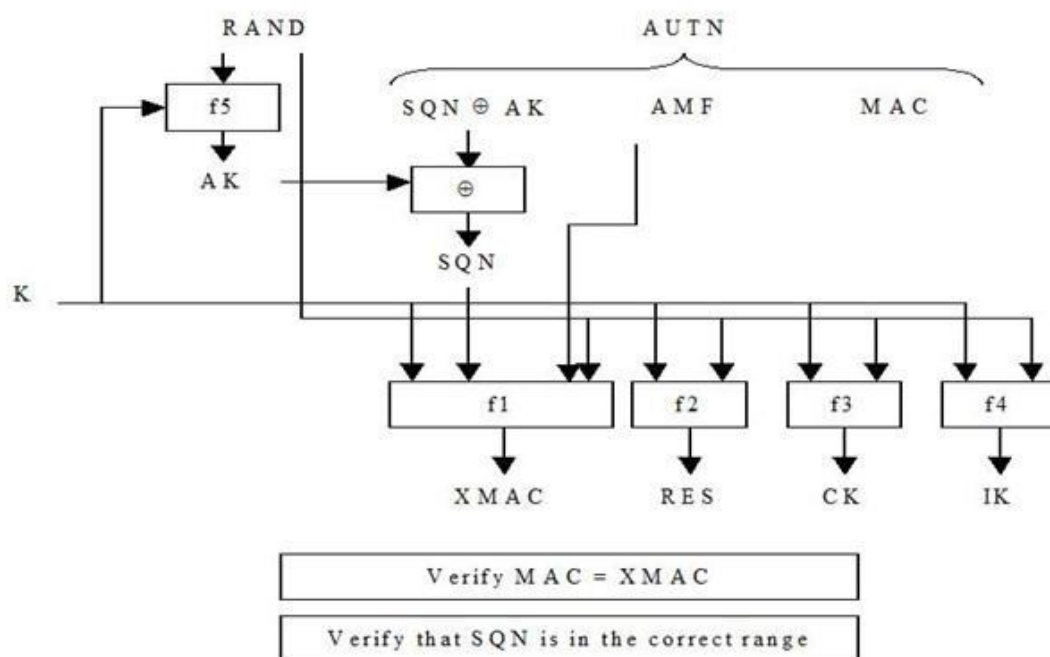 RAND AUTN
f5 SQN ⊕ AK AMF MAC
AK ⊕
SQN
K
f1 f2 f3 f4
XMAC RES CK IK
Verify MAC = XMAC
Verify that SQN is in the correct range